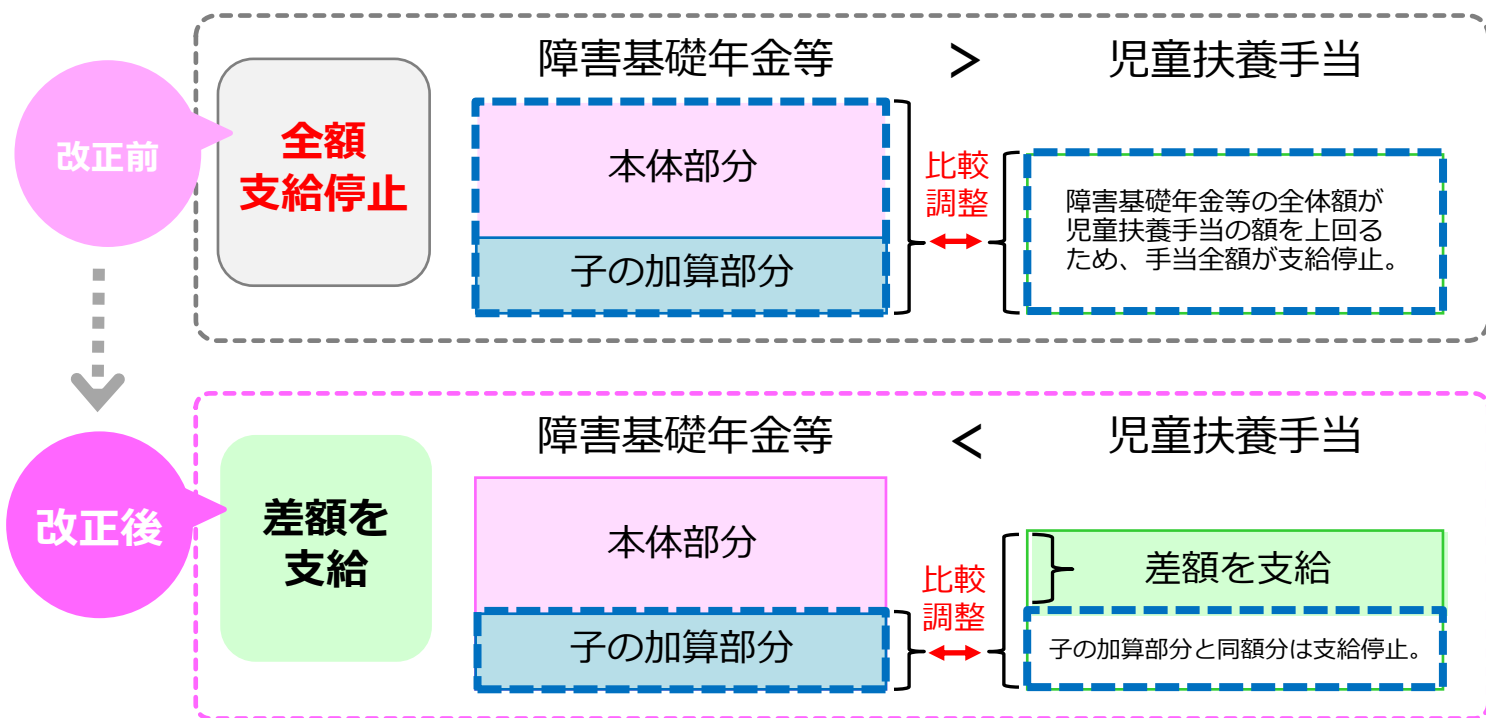 改正前
全額
支給停止
障害基礎年金等 > 児童扶養手当
本体部分
子の加算部分
比較
調整
障害基礎年金等の全体額が
児童扶養手当の額を上回る
ため、手当全額が支給停止。
改正後
差額を
支給
障害基礎年金等 < 児童扶養手当
本体部分
子の加算部分
比較
調整
差額を支給
子の加算部分と同額分は支給停止。